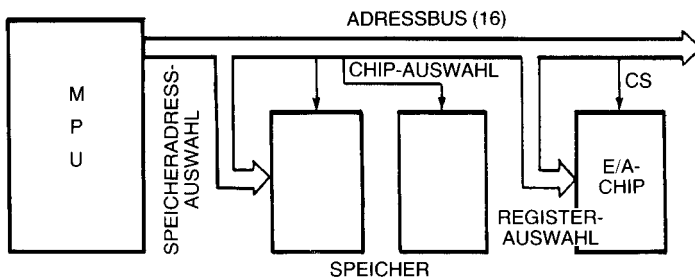 ADRESSBUS (16)
M
P
U
SPEICHERADRESS-
AUSWAHL
CHIP-AUSWAHL
CS
E/A-
CHIP
REGISTER-
AUSWAHL
SPEICHER